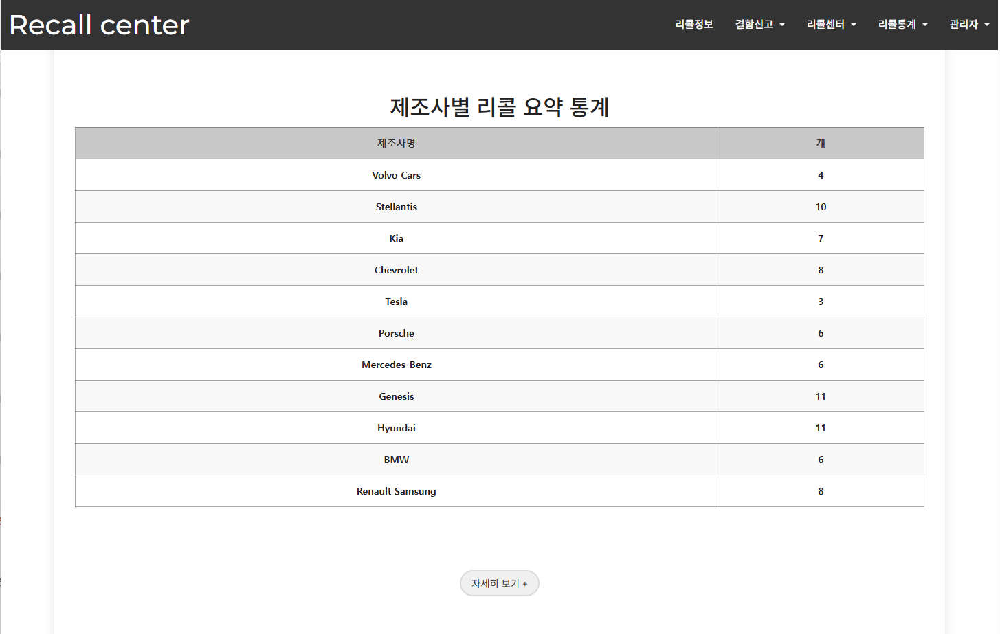 Recall center 리콜정보 결함신고 리콜센터 리콜통계 관리자
제조사별 리콜 요약 통계
제조사명 계
Volvo Cars 4
Stellantis 10
Kia 7
Chevrolet 8
Tesla 3
Porsche 6
Mercedes-Benz 6
Genesis 11
Hyundai 11
BMW 6
Renault Samsung 8
자세히 보기 +